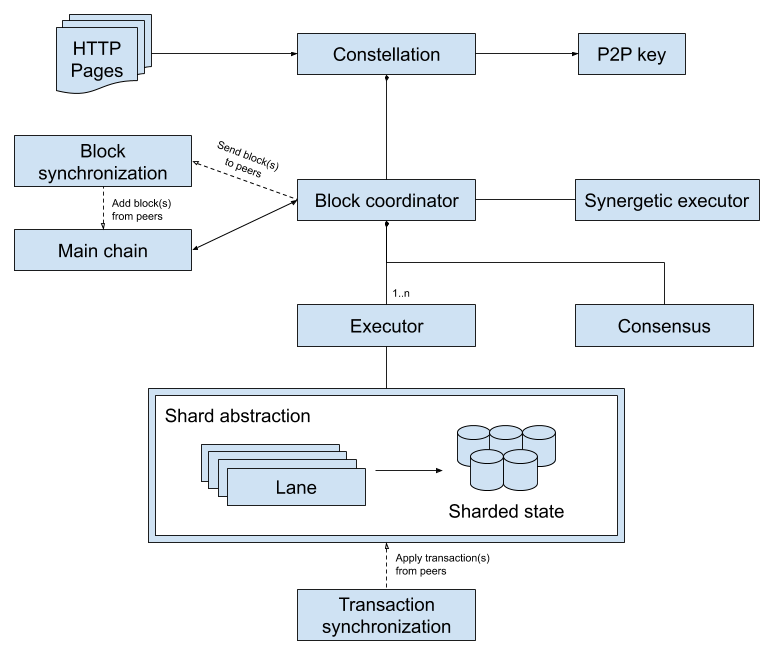 HTTP
Pages
Constellation
P2P key
Block
synchronization
Send block(s)
to peers
Add block(s)
from peers
Block coordinator
Synergetic executor
Main chain
1..n
Executor
Consensus
Shard abstraction
Lane
Sharded state
Apply transaction(s)
from peers
Transaction
synchronization